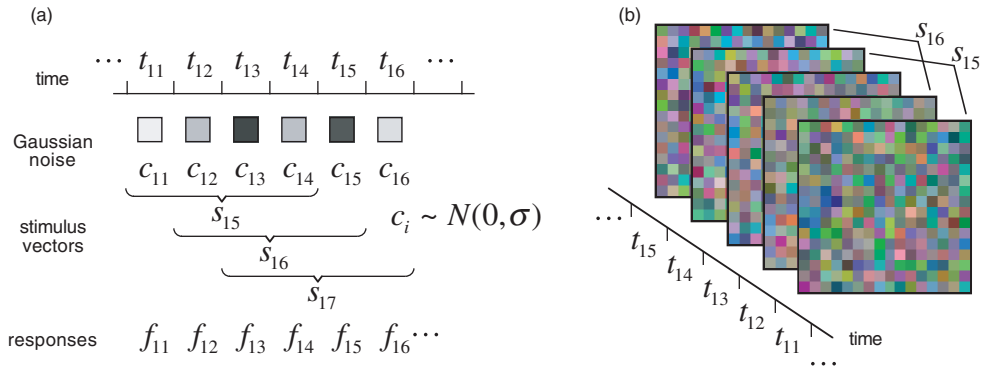 (a)
··· t11 t12 t13 t14 t15 t16 ···
time
Gaussian noise
c11 c12 c13 c14 c15 c16
stimulus vectors
s15
ci ~ N(0,σ)
s16
s17
responses f11 f12 f13 f14 f15 f16 ···
(b)
s16
s15
··· t15 t14 t13 t12 t11 ···
time